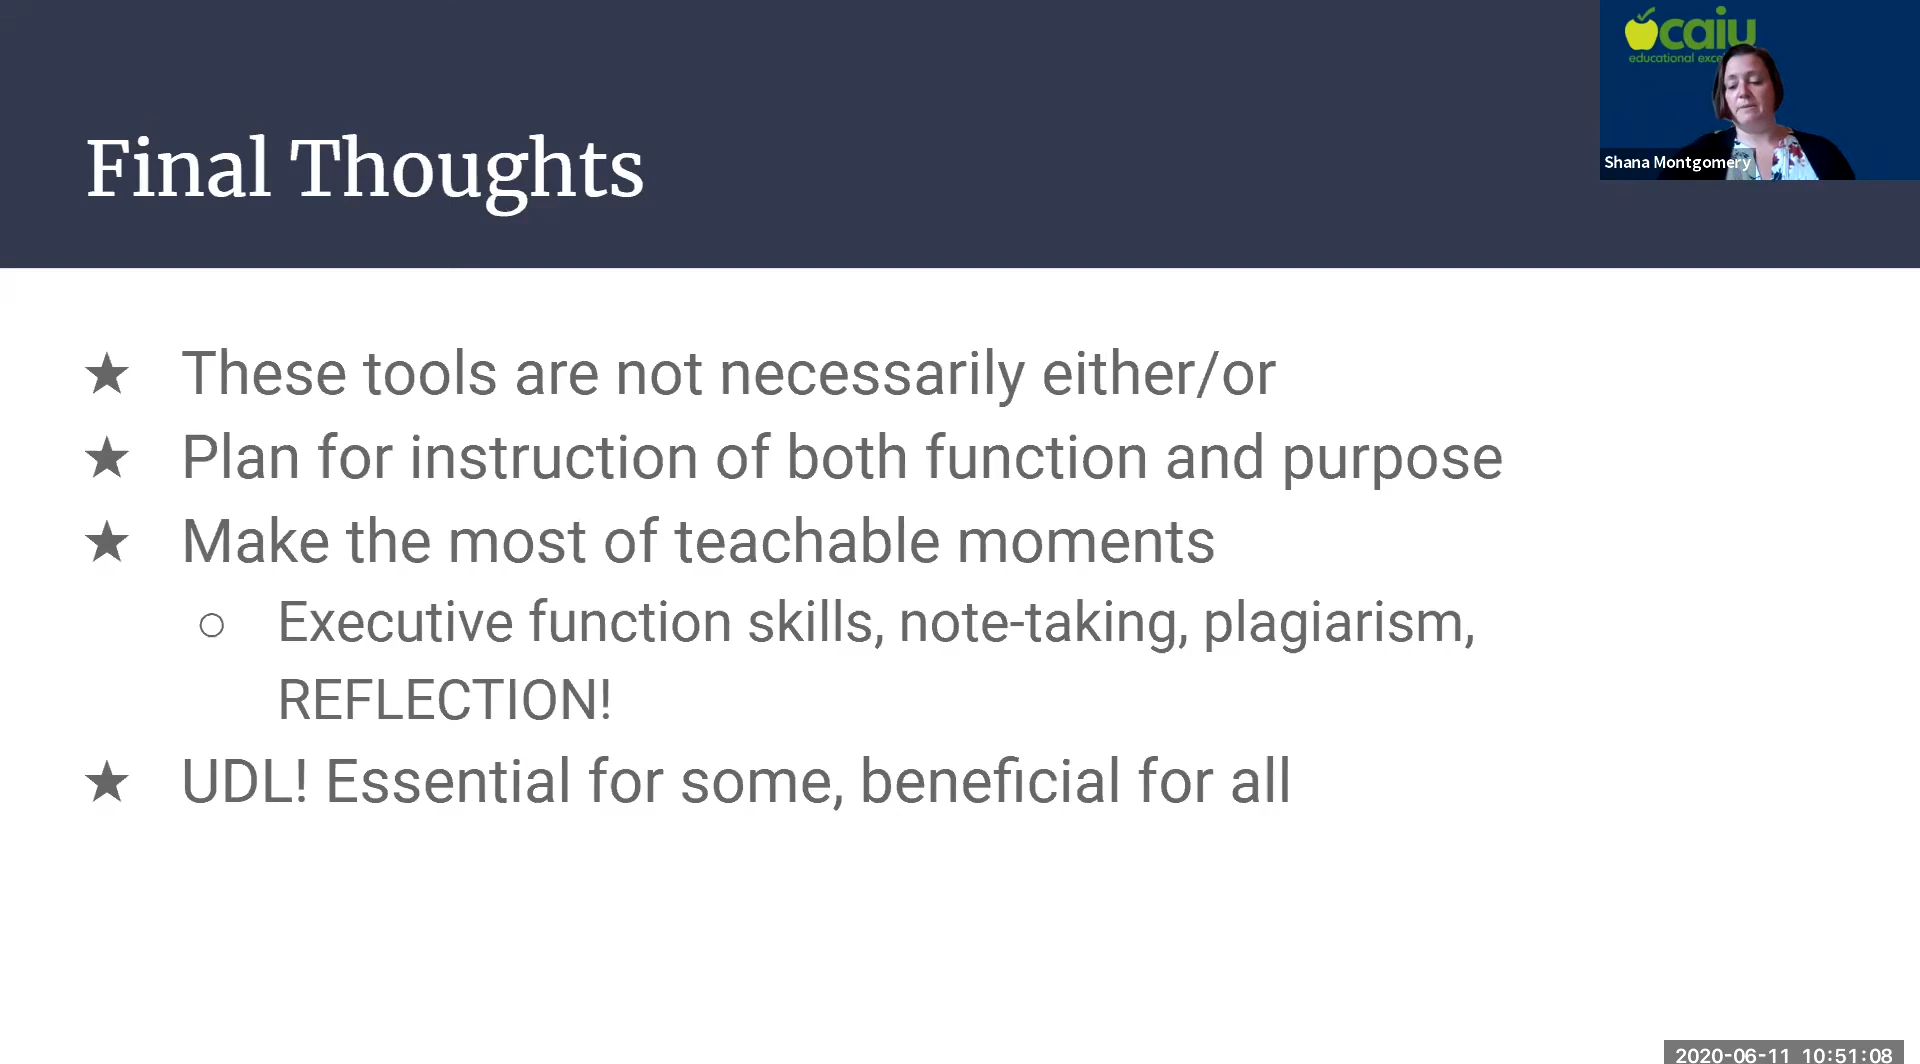 caiu
educational exce
Shana Montgomery
Final Thoughts
★ These tools are not necessarily either/or
★ Plan for instruction of both function and purpose
★ Make the most of teachable moments
○ Executive function skills, note-taking, plagiarism,
REFLECTION!
★ UDL! Essential for some, beneficial for all
2020-06-11 10:51:08